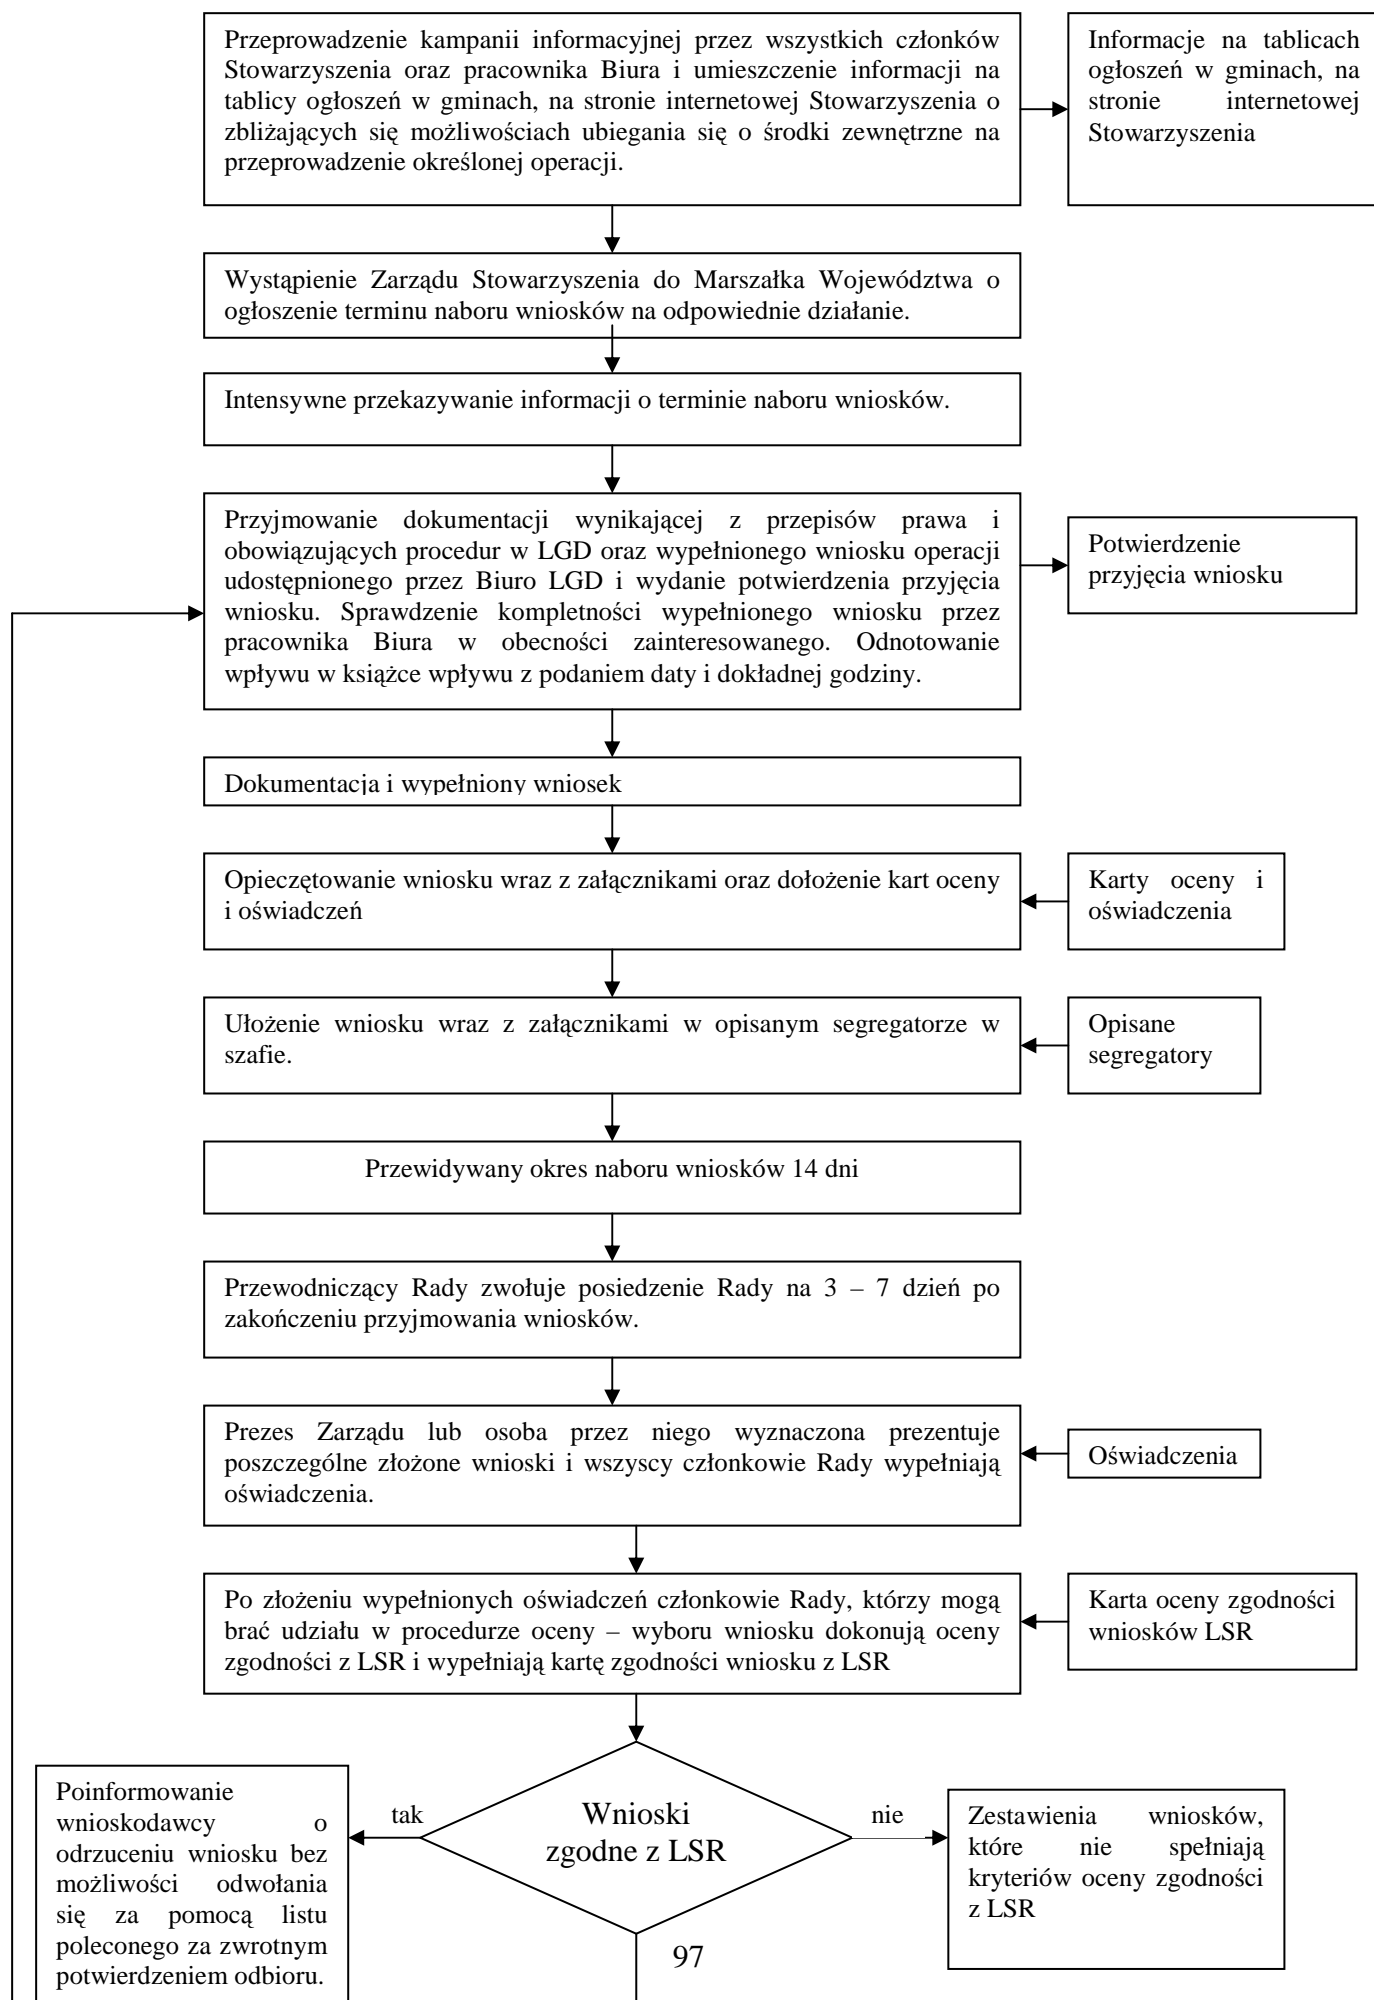 Przeprowadzenie kampanii informacyjnej przez wszystkich członków
Stowarzyszenia oraz pracownika Biura i umieszczenie informacji na
tablicy ogłoszeń w gminach, na stronie internetowej Stowarzyszenia o
zbliżających się możliwościach ubiegania się o środki zewnętrzne na
przeprowadzenie określonej operacji.
Informacje na tablicach
ogłoszeń w gminach, na
stronie internetowej
Stowarzyszenia
Wystąpienie Zarządu Stowarzyszenia do Marszałka Województwa o
ogłoszenie terminu naboru wniosków na odpowiednie działanie.
Intensywne przekazywanie informacji o terminie naboru wniosków.
Przyjmowanie dokumentacji wynikającej z przepisów prawa i
obowiązujących procedur w LGD oraz wypełnionego wniosku operacji
udostępnionego przez Biuro LGD i wydanie potwierdzenia przyjęcia
wniosku. Sprawdzenie kompletności wypełnionego wniosku przez
pracownika Biura w obecności zainteresowanego. Odnotowanie
wpływu w książce wpływu z podaniem daty i dokładnej godziny.
Potwierdzenie
przyjęcia wniosku
Dokumentacja i wypełniony wniosek
Opieczętowanie wniosku wraz z załącznikami oraz dołożenie kart oceny
i oświadczeń
Karty oceny i
oświadczenia
Ułożenie wniosku wraz z załącznikami w opisanym segregatorze w
szafie.
Opisane
segregatory
Przewidywany okres naboru wniosków 14 dni
Przewodniczący Rady zwołuje posiedzenie Rady na 3 – 7 dzień po
zakończeniu przyjmowania wniosków.
Prezes Zarządu lub osoba przez niego wyznaczona prezentuje
poszczególne złożone wnioski i wszyscy członkowie Rady wypełniają
oświadczenia.
Oświadczenia
Po złożeniu wypełnionych oświadczeń członkowie Rady, którzy mogą
brać udziału w procedurze oceny – wyboru wniosku dokonują oceny
zgodności z LSR i wypełniają kartę zgodności wniosku z LSR
Karta oceny zgodności
wniosków LSR
Poinformowanie
wnioskodawcy o
odrzuceniu wniosku bez
możliwości odwołania
się za pomocą listu
poleconego za zwrotnym
potwierdzeniem odbioru.
tak
Wnioski
zgodne z LSR
nie
Zestawienia wniosków,
które nie spełniają
kryteriów oceny zgodności
z LSR
97